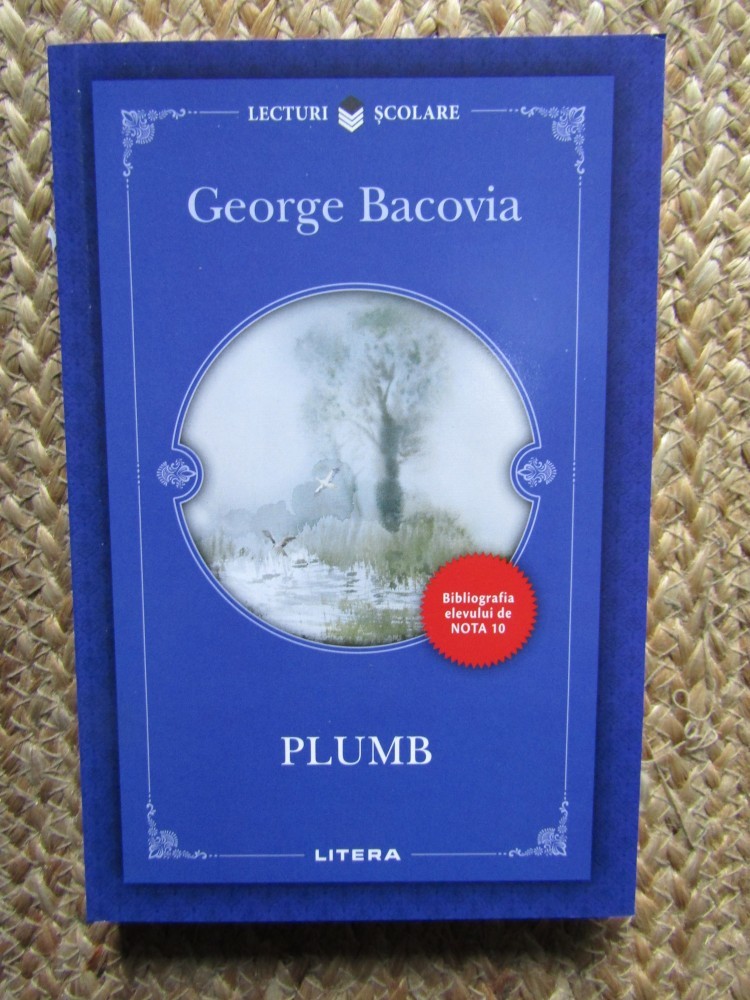 LECTURI ȘCOLARE
George Bacovia
Bibliografia
elevului de
NOTA 10
PLUMB
LITERA